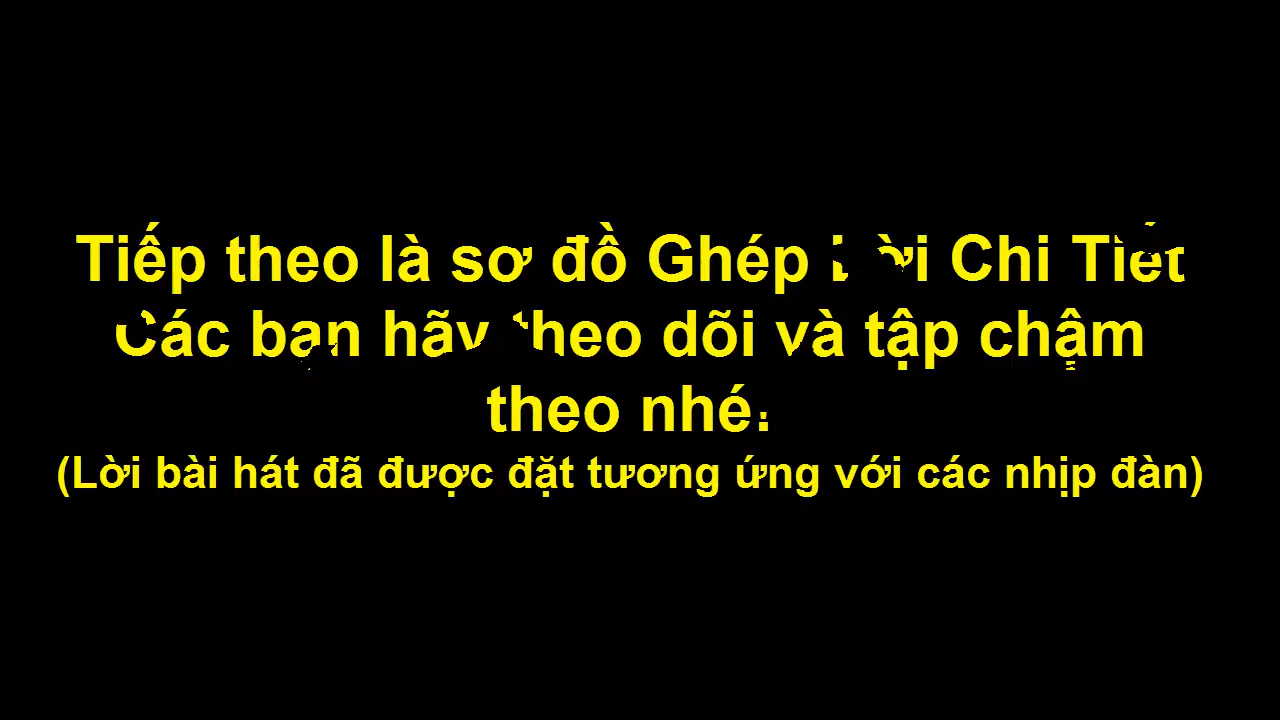 Tiếp theo là sơ đồ Ghép Lời Chi Tiết
Các bạn hãy theo dõi và tập chậm
theo nhé:
(Lời bài hát đã được đặt tương ứng với các nhịp đàn)